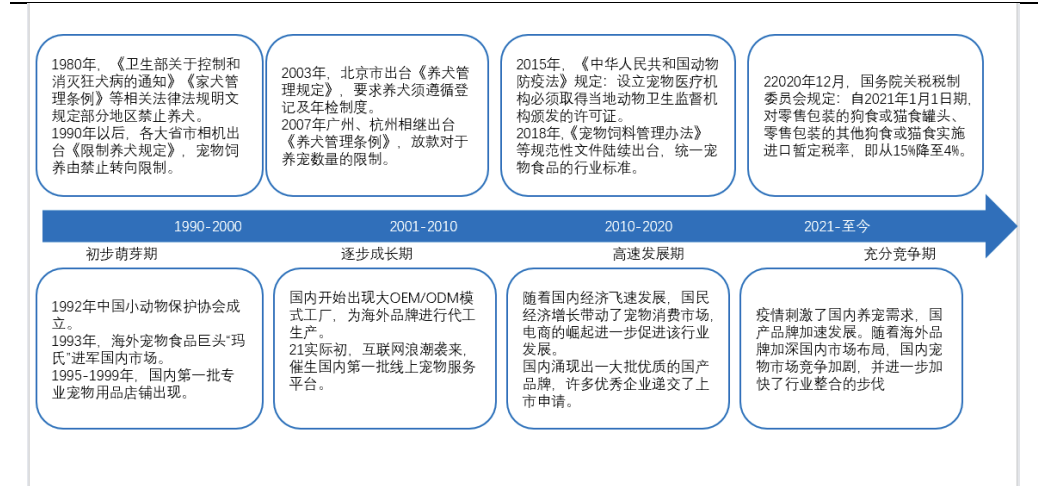 1980年，《卫生部关于控制和
消灭狂犬病的通知》《家犬管
理条例》等相关法律法规明文
规定部分地区禁止养犬。
1990年以后，各大省市相机出
台《限制养犬规定》，宠物饲
养由禁止转向限制。
2003年，北京市出台《养犬管
理规定》，要求养犬须遵循登
记及年检制度。
2007年广州、杭州相继出台
《养犬管理条例》，放款对于
养宠数量的限制。
2015年，《中华人民共和国动物
防疫法》规定：设立宠物医疗机
构必须取得当地动物卫生监督机
构颁发的许可证。
2018年，《宠物饲料管理办法》
等规范性文件陆续出台，统一宠
物食品的行业标准。
22020年12月，国务院关税税制
委员会规定：自2021年1月1日期，
对零售包装的狗食或猫食罐头、
零售包装的其他狗食或猫食实施
进口暂定税率，即从15%降至4%。
1990-2000
2001-2010
2010-2020
2021-至今
初步萌芽期
逐步成长期
高速发展期
充分竞争期
1992年中国小动物保护协会成
立。
1993年，海外宠物食品巨头“玛
氏”进军国内市场。
1995-1999年，国内第一批专
业宠物用品店铺出现。
国内开始出现大OEM/ODM模
式工厂，为海外品牌进行代工
生产。
21实际初，互联网浪潮袭来，
催生国内第一批线上宠物服务
平台。
随着国内经济飞速发展，国民
经济增长带动了宠物消费市场，
电商的崛起进一步促进该行业
发展。
国内涌现出一大批优质的国产
品牌，许多优秀企业递交了上
市申请。
疫情刺激了国内养宠需求，国
产品牌加速发展。随着海外品
牌加深国内市场布局，国内宠
物市场竞争加剧，并进一步加
快了行业整合的步伐